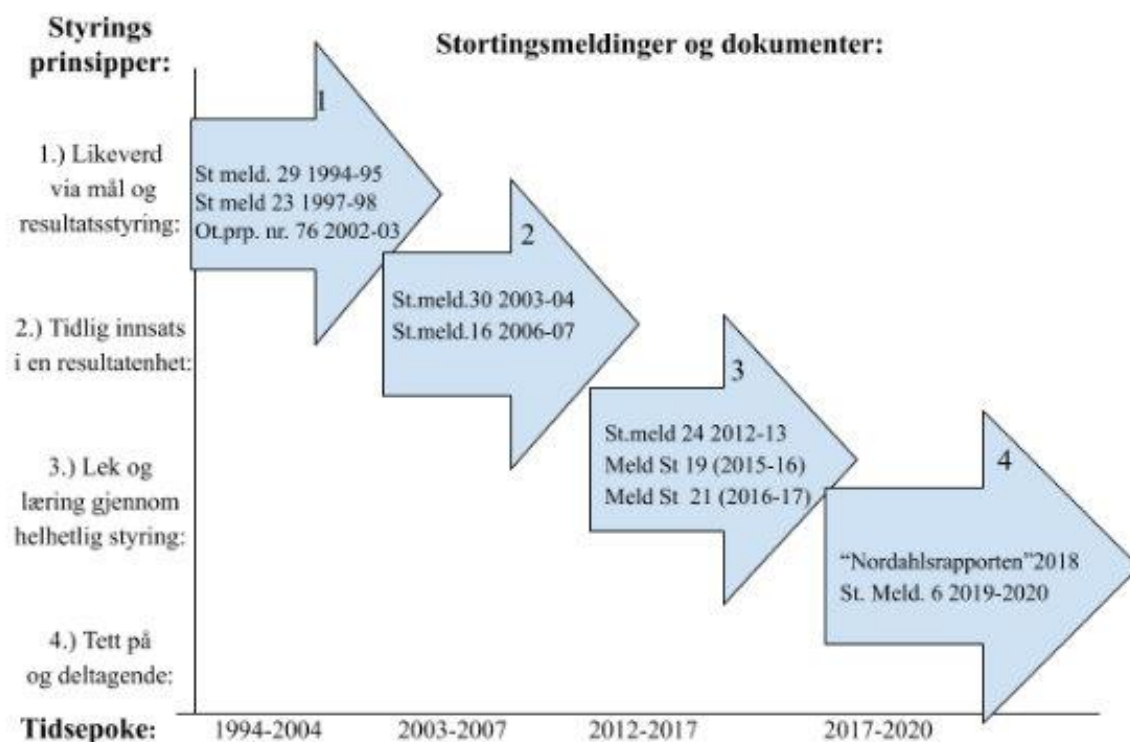 Styrings
prinsipper:
Stortingsmeldinger og dokumenter:
1.) Likeverd
via mål og
resultatsstyring:
1
St meld. 29 1994-95
St meld 23 1997-98
Ot.prp. nr. 76 2002-03
2.) Tidlig innsats
i en resultatenhet:
2
St.meld.30 2003-04
St.meld.16 2006-07
3.) Lek og
læring gjennom
helhetlig styring:
3
St.meld 24 2012-13
Meld St 19 (2015-16)
Meld St 21 (2016-17)
4.) Tett på
og deltagende:
4
“Nordahlsrapporten”2018
St. Meld. 6 2019-2020
Tidsepoke: 1994-2004 2003-2007 2012-2017 2017-2020